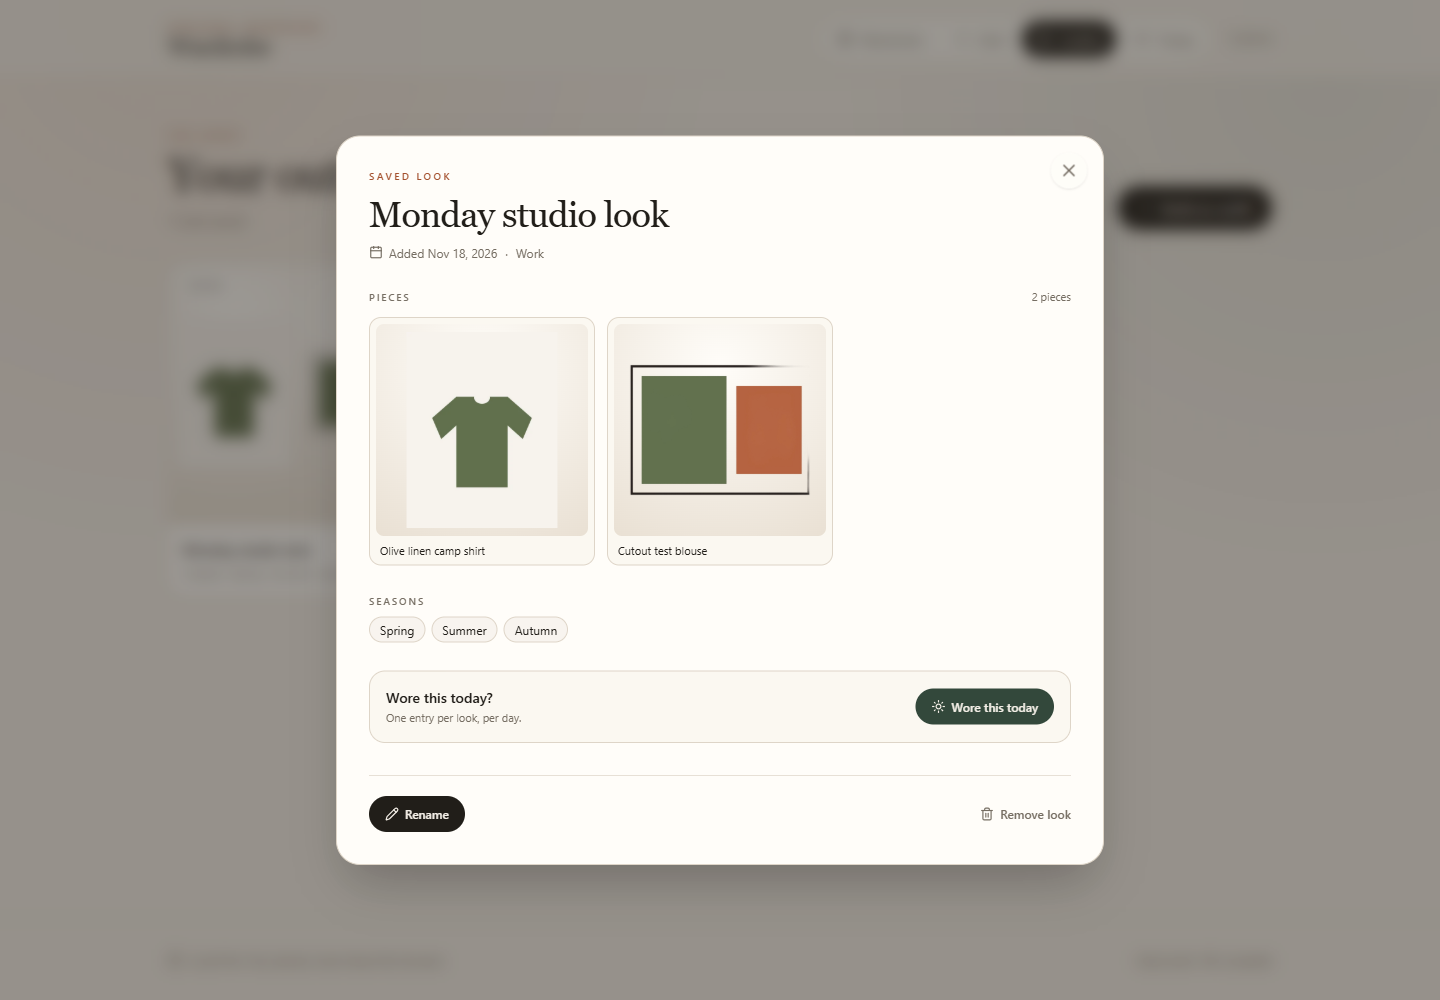 SAVED LOOK
Monday studio look
Added Nov 18, 2026 · Work
PIECES
2 pieces
Olive linen camp shirt
Cutout test blouse
SEASONS
Spring
Summer
Autumn
Wore this today?
One entry per look, per day.
Wore this today
Rename
Remove look
Your out